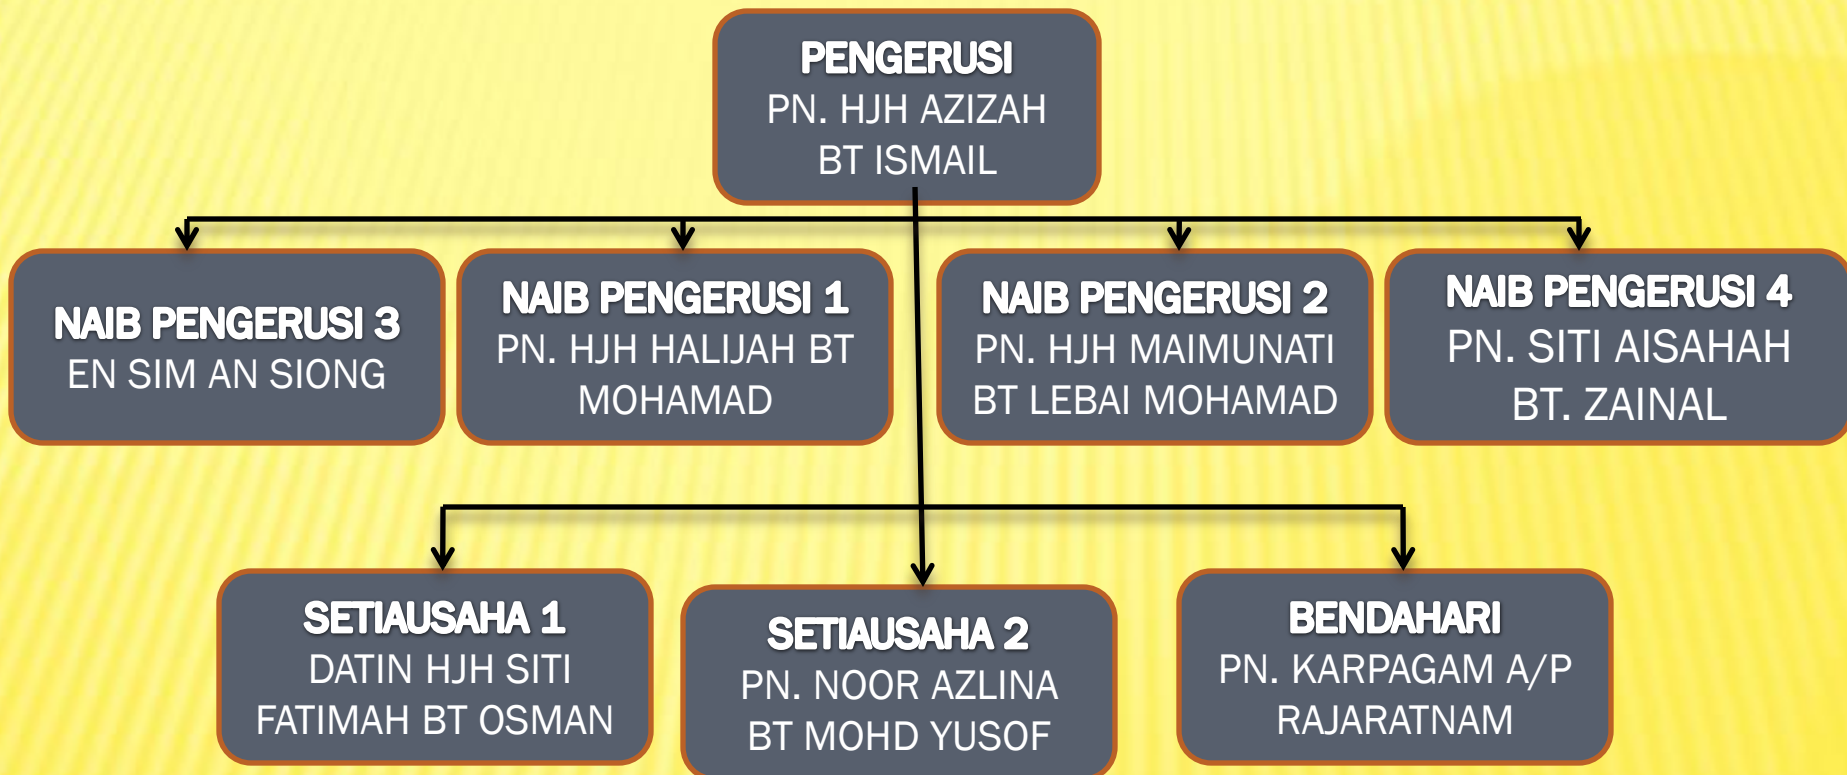 PENGERUSI
PN. HJH AZIZAH
BT ISMAIL
NAIB PENGERUSI 3
EN SIM AN SIONG
NAIB PENGERUSI 1
PN. HJH HALIJAH BT
MOHAMAD
NAIB PENGERUSI 2
PN. HJH MAIMUNATI
BT LEBAI MOHAMAD
NAIB PENGERUSI 4
PN. SITI AISAHAH
BT. ZAINAL
SETIAUSAHA 1
DATIN HJH SITI
FATIMAH BT OSMAN
SETIAUSAHA 2
PN. NOOR AZLINA
BT MOHD YUSOF
BENDAHARI
PN. KARPAGAM A/P
RAJARATNAM